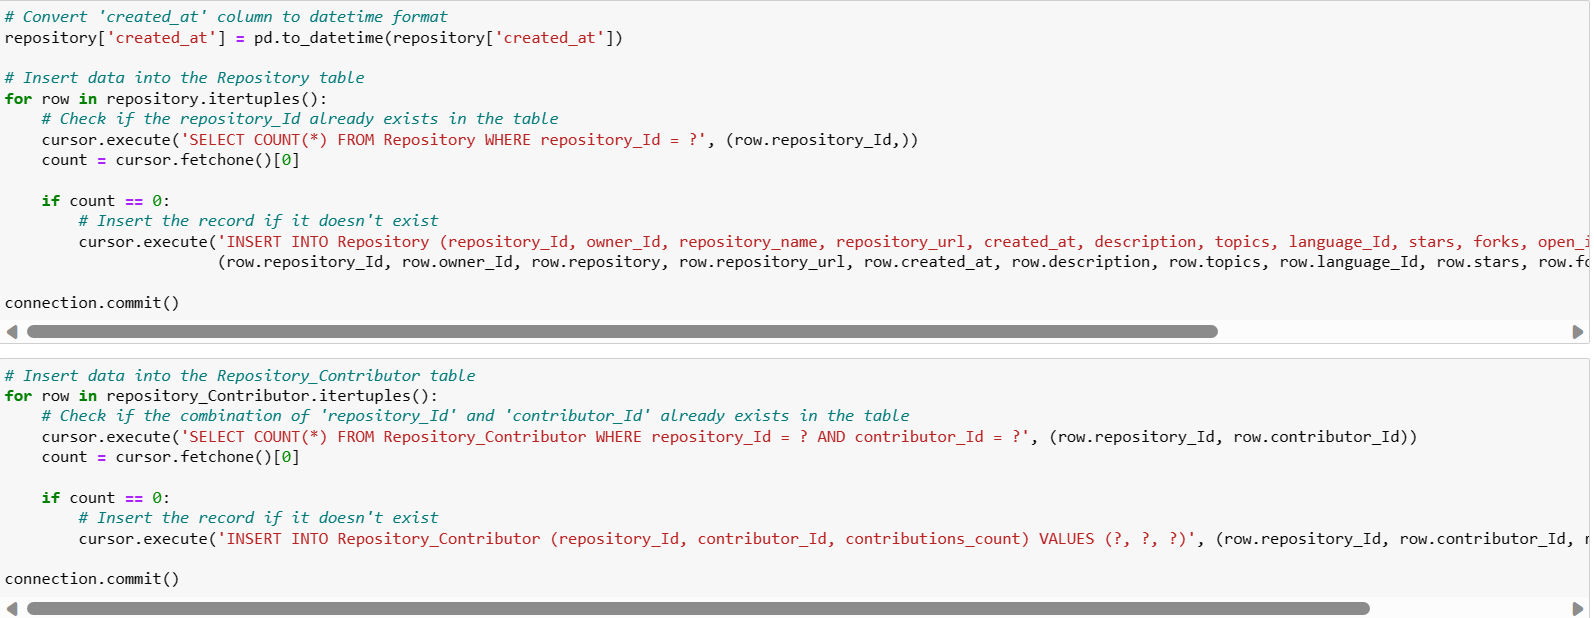 # Convert 'created_at' column to datetime format
repository['created_at'] = pd.to_datetime(repository['created_at'])
# Insert data into the Repository table
for row in repository.itertuples():
    # Check if the repository_Id already exists in the table
    cursor.execute('SELECT COUNT(*) FROM Repository WHERE repository_Id = ?', (row.repository_Id,))
    count = cursor.fetchone()[0]
    if count == 0:
        # Insert the record if it doesn't exist
        cursor.execute('INSERT INTO Repository (repository_Id, owner_Id, repository_name, repository_url, created_at, description, topics, language_Id, stars, forks,
                       (row.repository_Id, row.owner_Id, row.repository, row.repository_url, row.created_at, row.description, row.topics, row.language_Id, row.stars,
connection.commit()
# Insert data into the Repository_Contributor table
for row in repository_Contributor.itertuples():
    # Check if the combination of 'repository_Id' and 'contributor_Id' already exists in the table
    cursor.execute('SELECT COUNT(*) FROM Repository_Contributor WHERE repository_Id = ? AND contributor_Id = ?', (row.repository_Id, row.contributor_Id))
    count = cursor.fetchone()[0]
    if count == 0:
        # Insert the record if it doesn't exist
        cursor.execute('INSERT INTO Repository_Contributor (repository_Id, contributor_Id, contributions_count) VALUES (?, ?, ?)', (row.repository_Id, row.contributor_Id,
connection.commit()